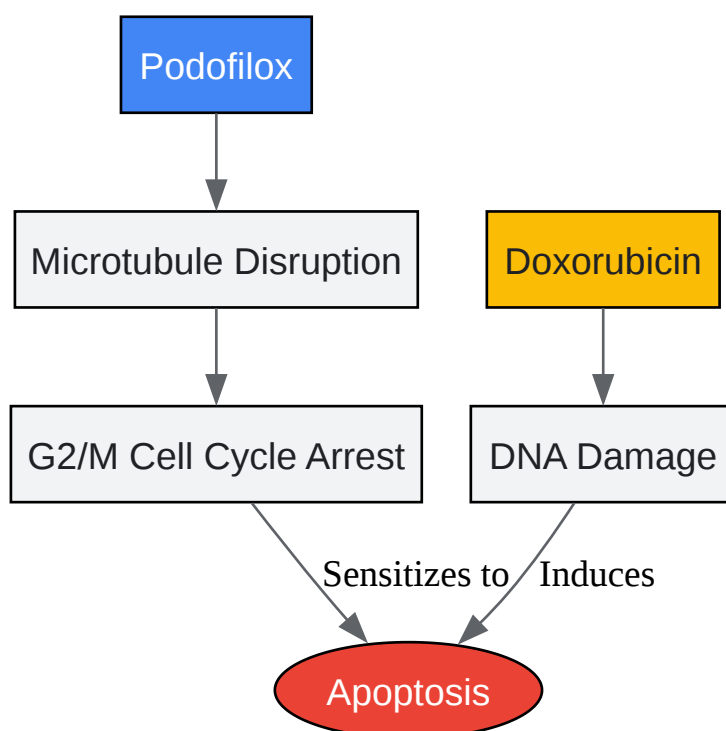 Podofilox
Microtubule Disruption
Doxorubicin
G2/M Cell Cycle Arrest
DNA Damage
Sensitizes to
Induces
Apoptosis